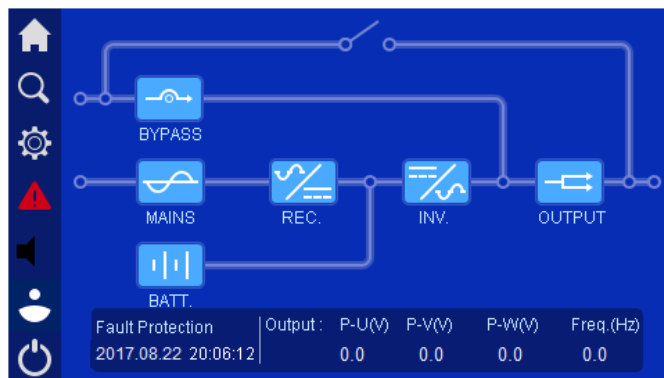 BYPASS
MAINS
REC.
INV.
OUTPUT
BATT.
Fault Protection
2017.08.22 20:06:12
Output : P-U(V) P-V(V) P-W(V) Freq.(Hz)
0.0 0.0 0.0 0.0